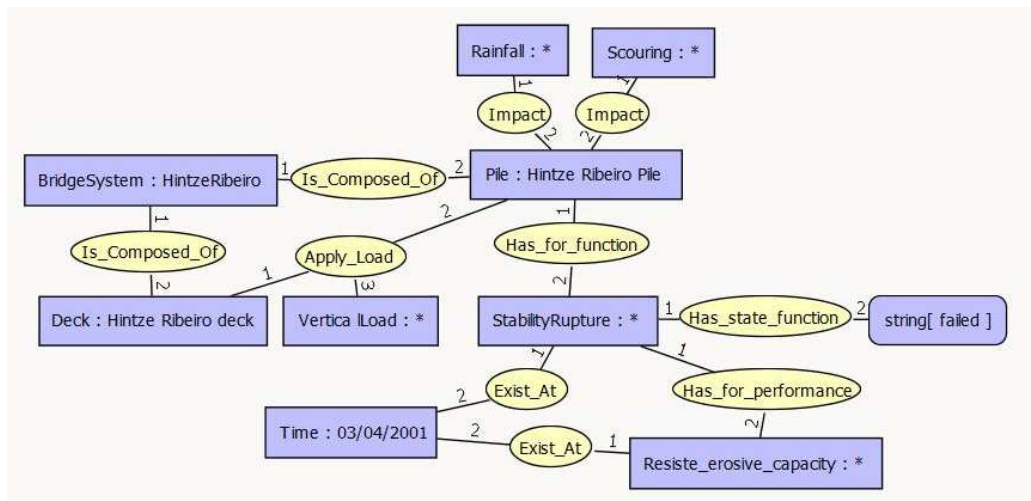 Rainfall : *
Scouring : *
1
1
Impact
Impact
2
2
BridgeSystem : HintzeRibeiro
1
Is_Composed_Of
2
Pile : Hintze Ribeiro Pile
1
2
1
Is_Composed_Of
Apply_Load
Has_for_function
2
1
3
2
Deck : Hintze Ribeiro deck
Vertica lLoad : *
StabilityRupture : *
1
Has_state_function
2
string[ failed ]
1
1
Exist_At
Has_for_performance
2
2
Time : 03/04/2001
2
Exist_At
1
Resiste_erosive_capacity : *